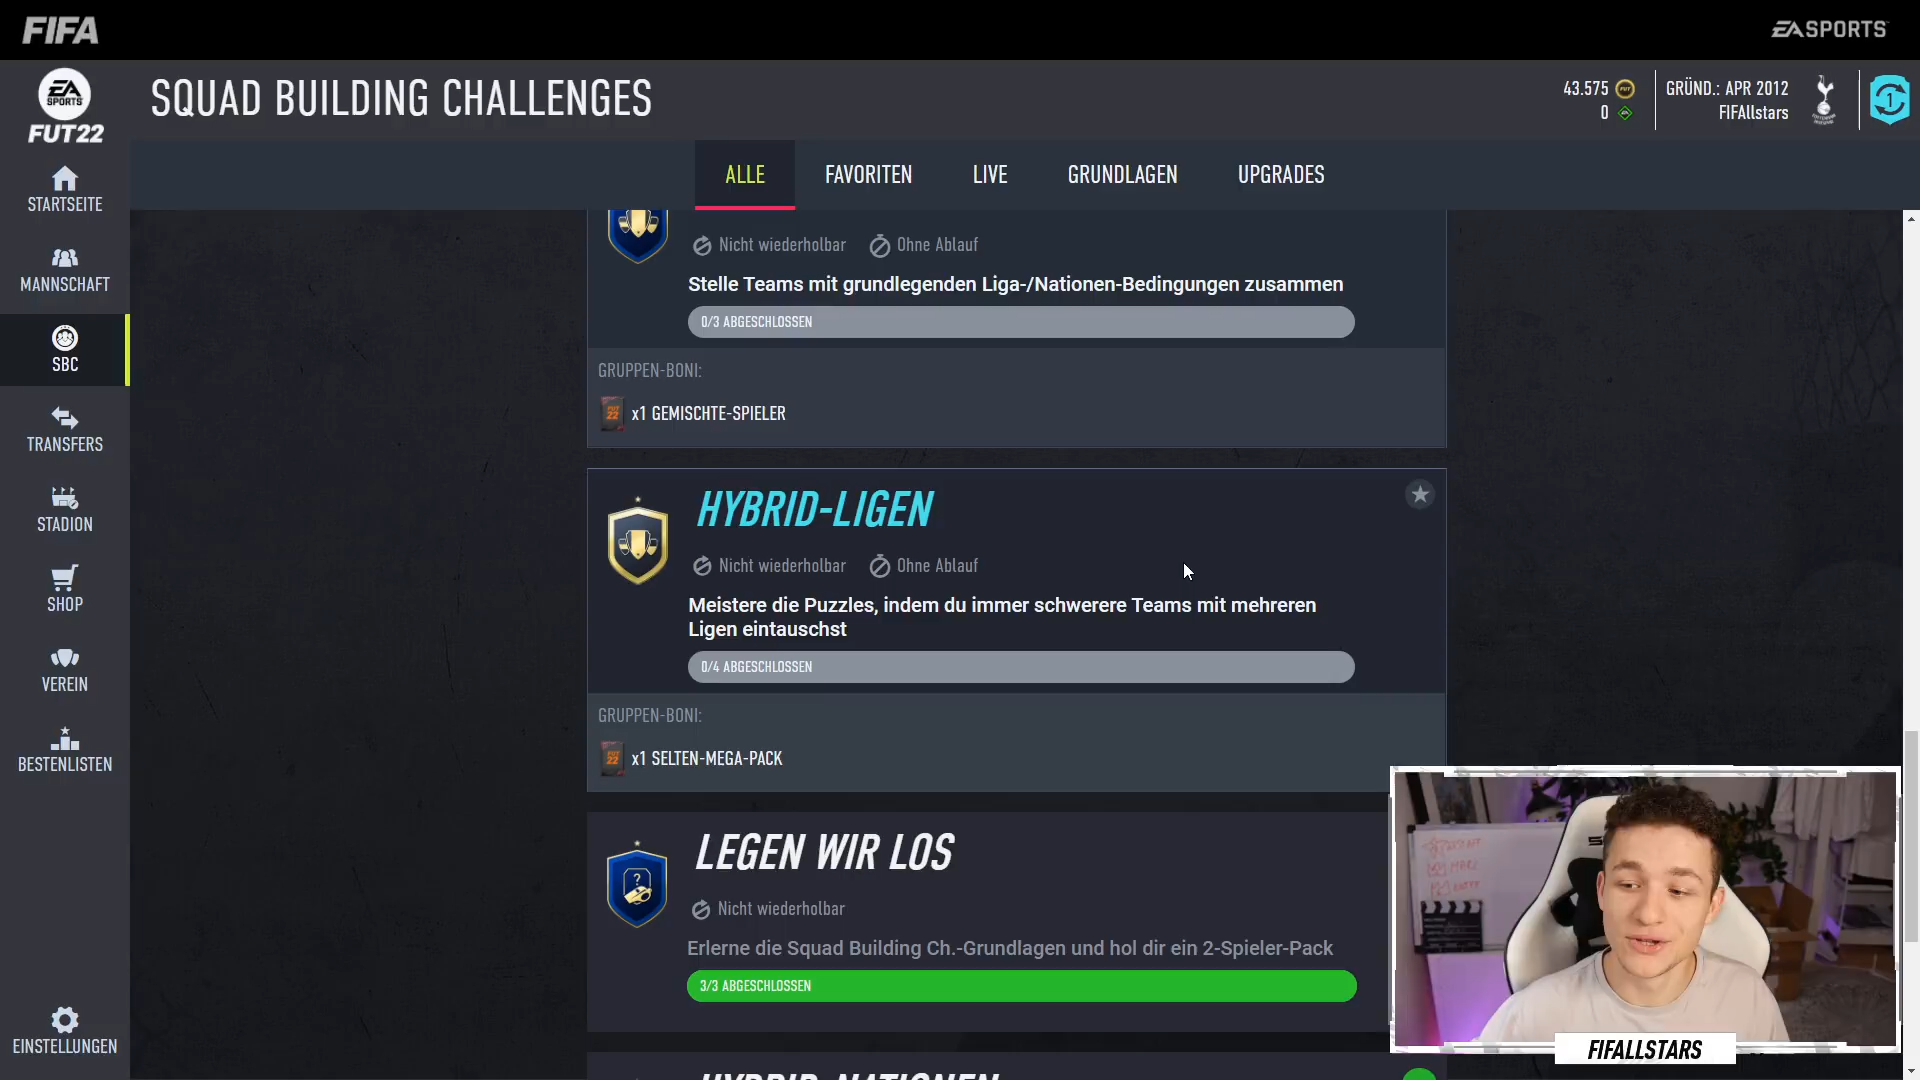 FIFA
EA SPORTS
EA SPORTS
FUT22
SQUAD BUILDING CHALLENGES
43.575
0
GRÜND.: APR 2012
FIFAllstars
1
ALLE
FAVORITEN
LIVE
GRUNDLAGEN
UPGRADES
STARTSEITE
MANNSCHAFT
SBC
TRANSFERS
STADION
SHOP
VEREIN
BESTENLISTEN
EINSTELLUNGEN
Nicht wiederholbar
Ohne Ablauf
Stelle Teams mit grundlegenden Liga-/Nationen-Bedingungen zusammen
0/3 ABGESCHLOSSEN
GRUPPEN-BONI:
x1 GEMISCHTE-SPIELER
HYBRID-LIGEN
Nicht wiederholbar
Ohne Ablauf
Meistere die Puzzles, indem du immer schwerere Teams mit mehreren
Ligen eintauschst
0/4 ABGESCHLOSSEN
GRUPPEN-BONI:
x1 SELTEN-MEGA-PACK
LEGEN WIR LOS
Nicht wiederholbar
Erlerne die Squad Building Ch.-Grundlagen und hol dir ein 2-Spieler-Pack
3/3 ABGESCHLOSSEN
HYBRID-NATIONEN
FIFALLSTARS